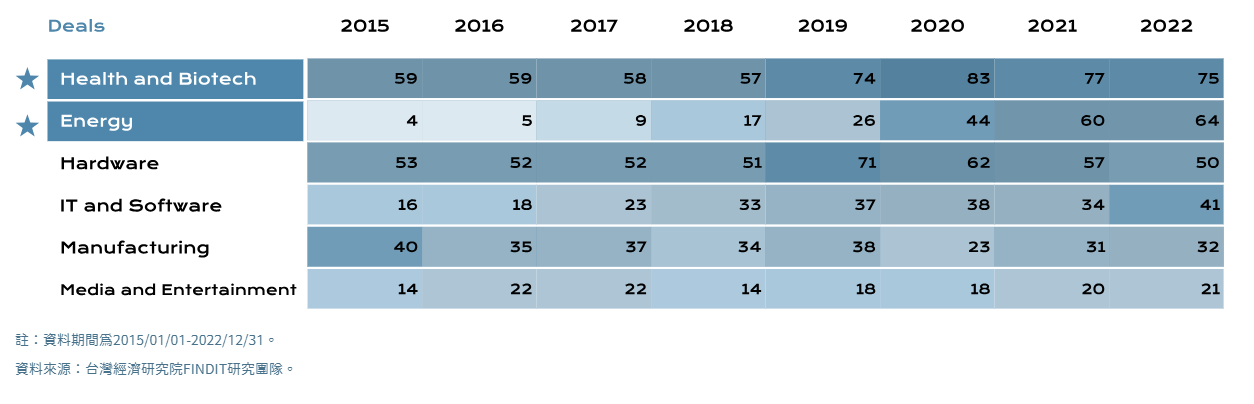 Deals 2015 2016 2017 2018 2019 2020 2021 2022
Health and Biotech 59 59 58 57 74 83 77 75
Energy 4 5 9 17 26 44 60 64
Hardware 53 52 52 51 71 62 57 50
IT and Software 16 18 23 33 37 38 34 41
Manufacturing 40 35 37 34 38 23 31 32
Media and Entertainment 14 22 22 14 18 18 20 21
註：資料期間為2015/01/01-2022/12/31。
資料來源：台灣經濟研究院FINDIT研究團隊。